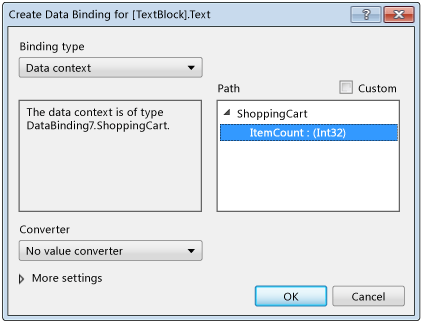 Create Data Binding for [TextBlock].Text
?
Binding type
Data context
Path
Custom
The data context is of type
DataBinding7.ShoppingCart.
ShoppingCart
ItemCount : (Int32)
Converter
No value converter
More settings
OK
Cancel